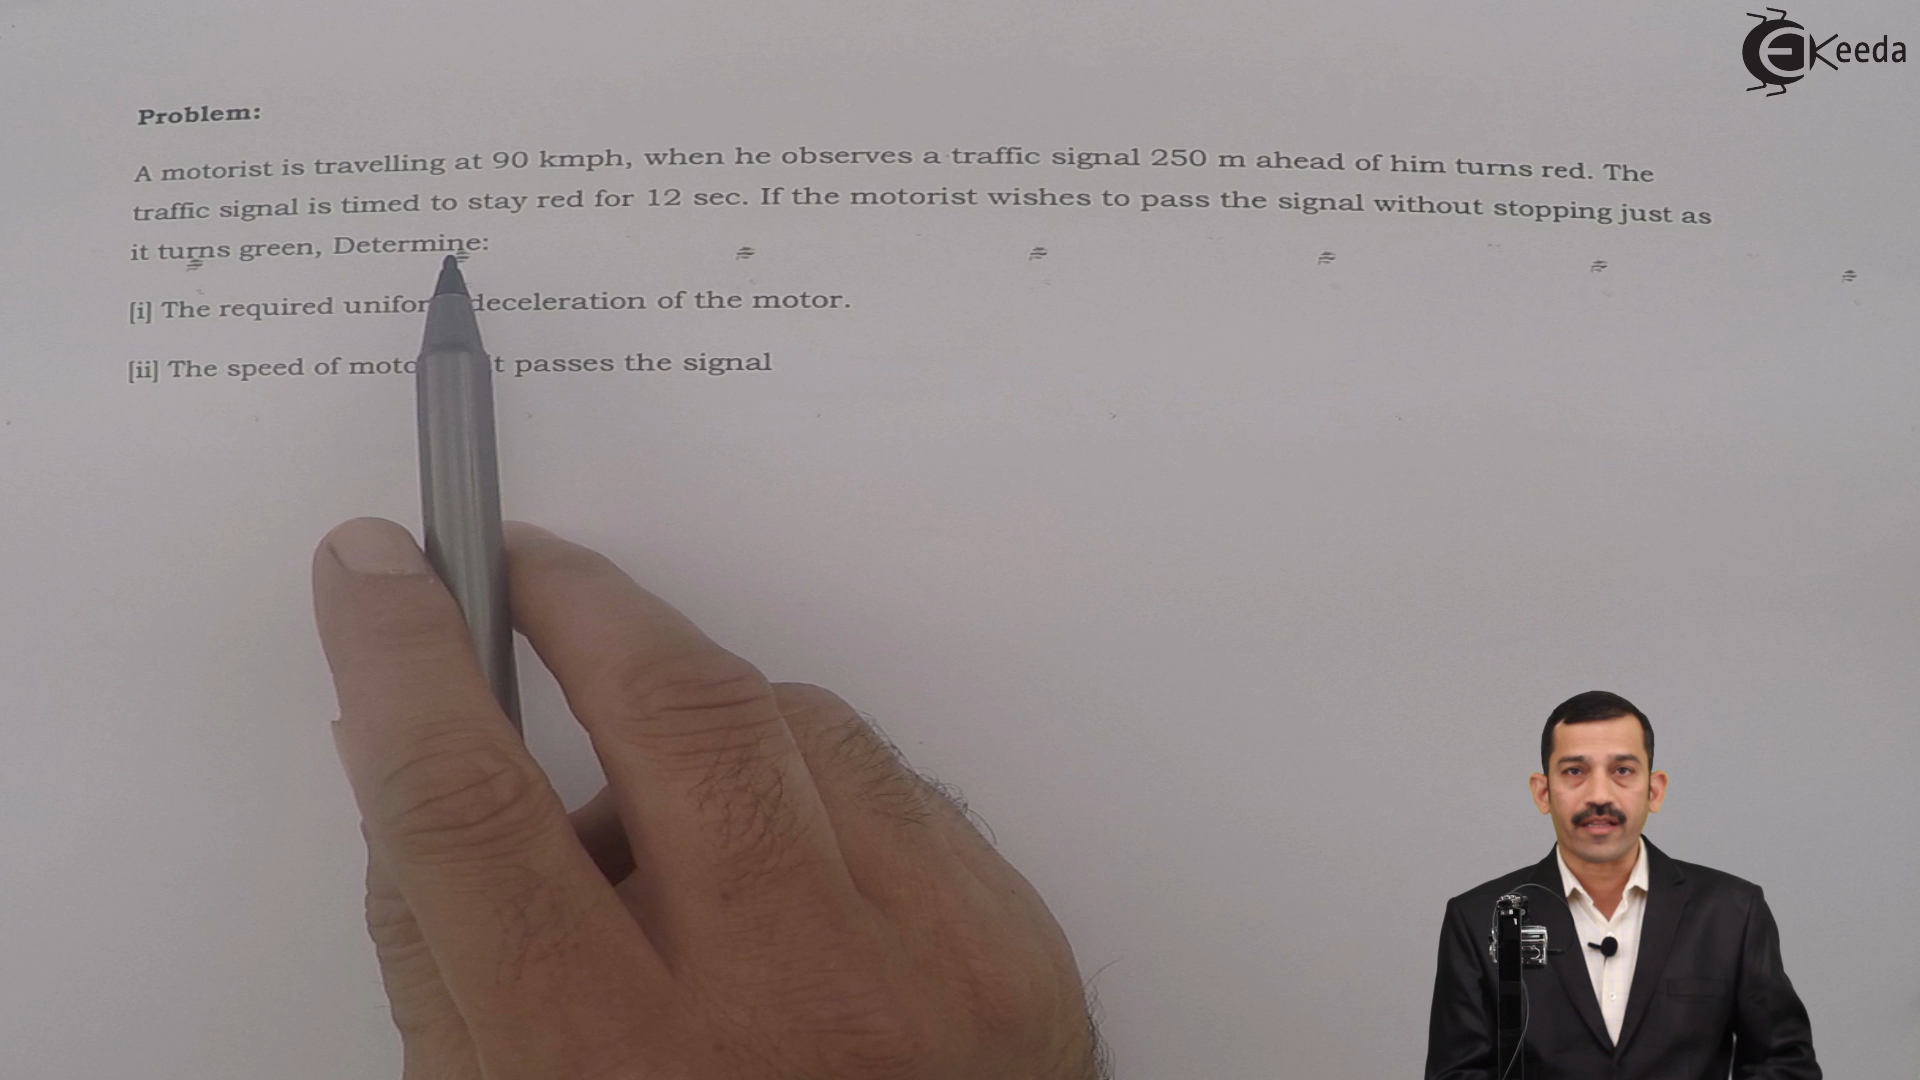 Keeda
Problem:
A motorist is travelling at 90 kmph, when he observes a traffic signal 250 m ahead of him turns red. The
traffic signal is timed to stay red for 12 sec. If the motorist wishes to pass the signal without stopping just as
it turns green, Determine:
[i] The required unifor deceleration of the motor.
[ii] The speed of moto t passes the signal